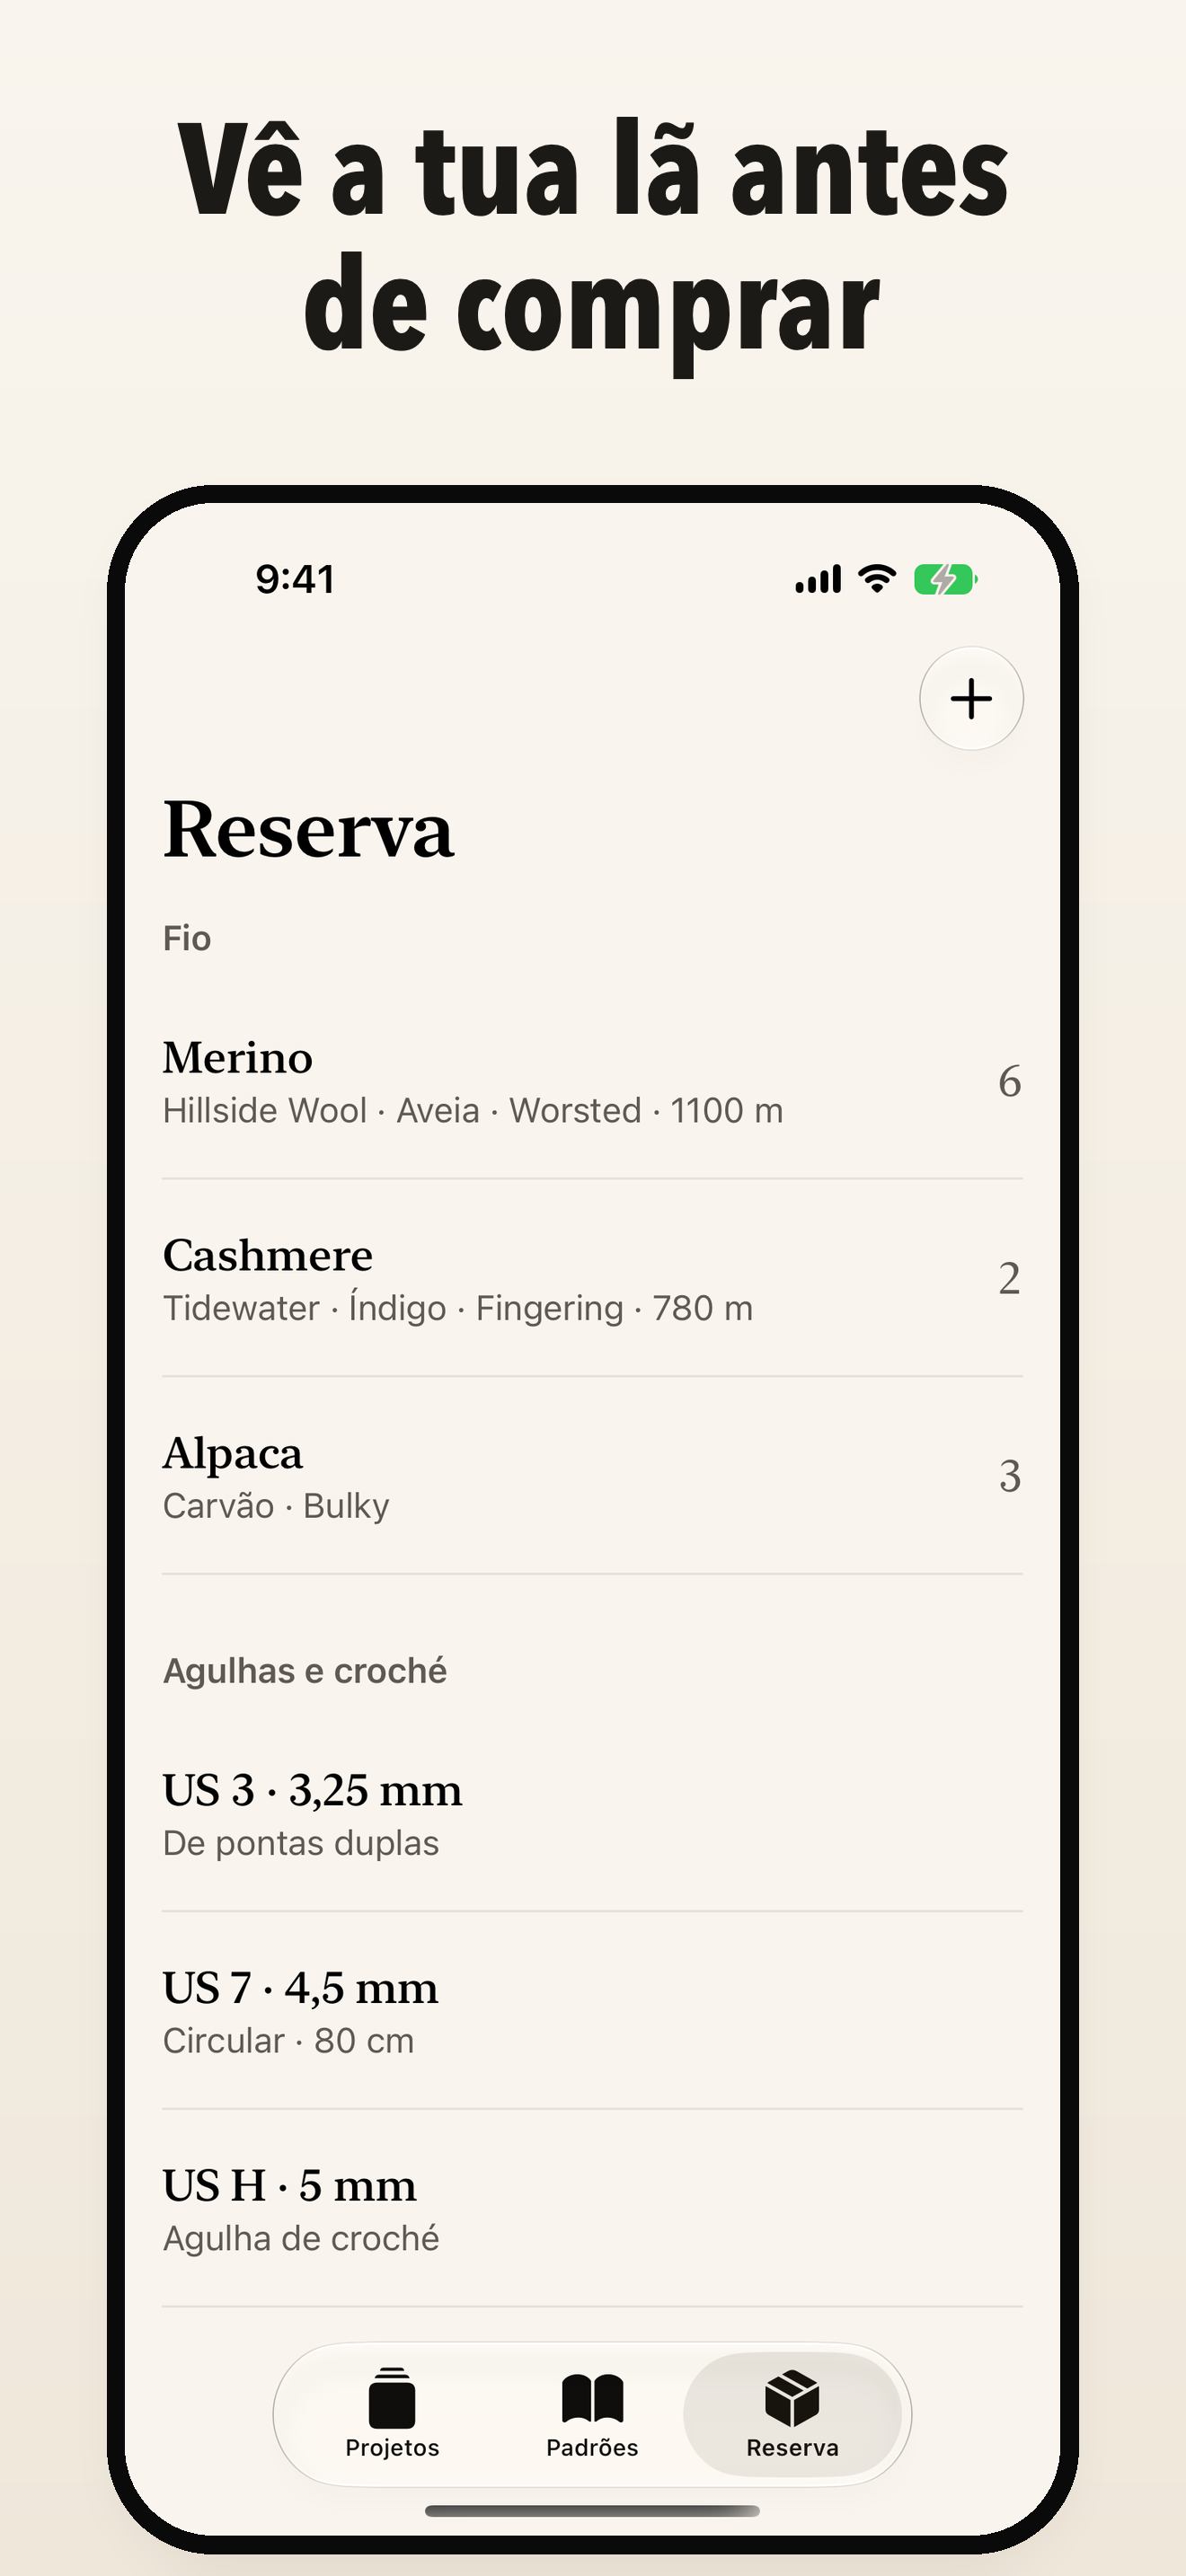 Vê a tua lã antes
de comprar
9:41
Reserva
Fio
Merino
6
Hillside Wool · Aveia · Worsted · 1100 m
Cashmere
2
Tidewater · Índigo · Fingering · 780 m
Alpaca
3
Carvão · Bulky
Agulhas e croché
US 3 · 3,25 mm
De pontas duplas
US 7 · 4,5 mm
Circular · 80 cm
US H · 5 mm
Agulha de croché
Projetos
Padrões
Reserva